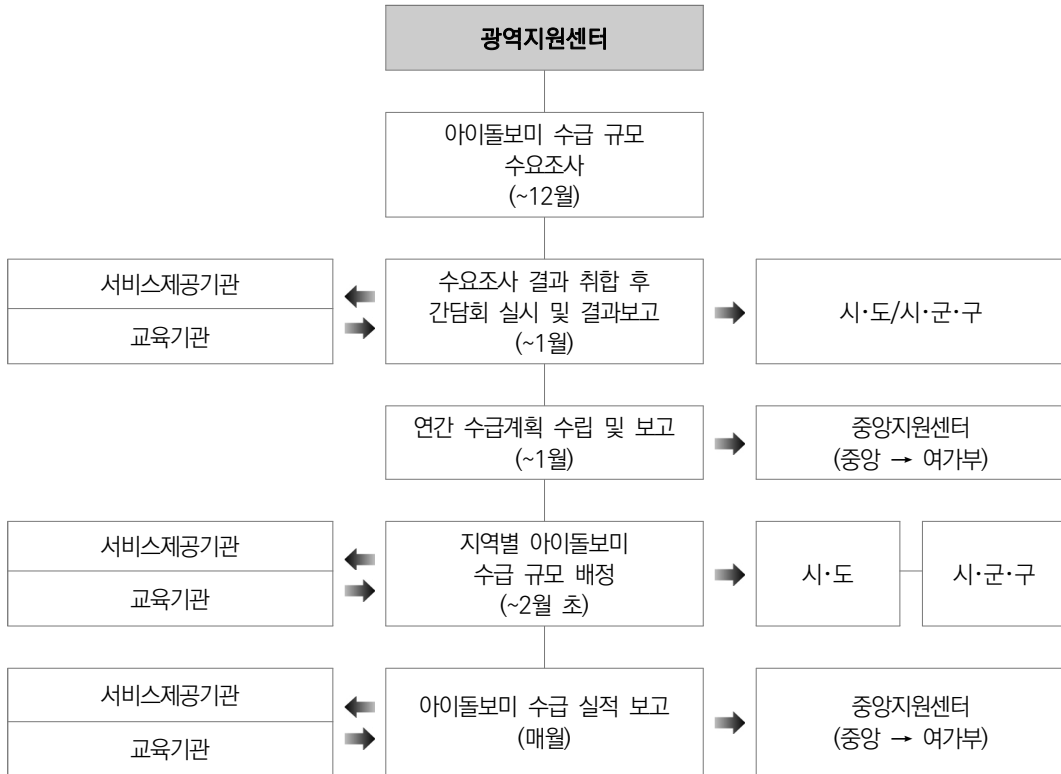 광역지원센터
아이돌보미 수급 규모
수요조사
(~12월)
서비스제공기관
교육기관
수요조사 결과 취합 후
간담회 실시 및 결과보고
(~1월)
시·도/시·군·구
연간 수급계획 수립 및 보고
(~1월)
중앙지원센터
(중앙 → 여가부)
서비스제공기관
교육기관
지역별 아이돌보미
수급 규모 배정
(~2월 초)
시·도
시·군·구
서비스제공기관
교육기관
아이돌보미 수급 실적 보고
(매월)
중앙지원센터
(중앙 → 여가부)